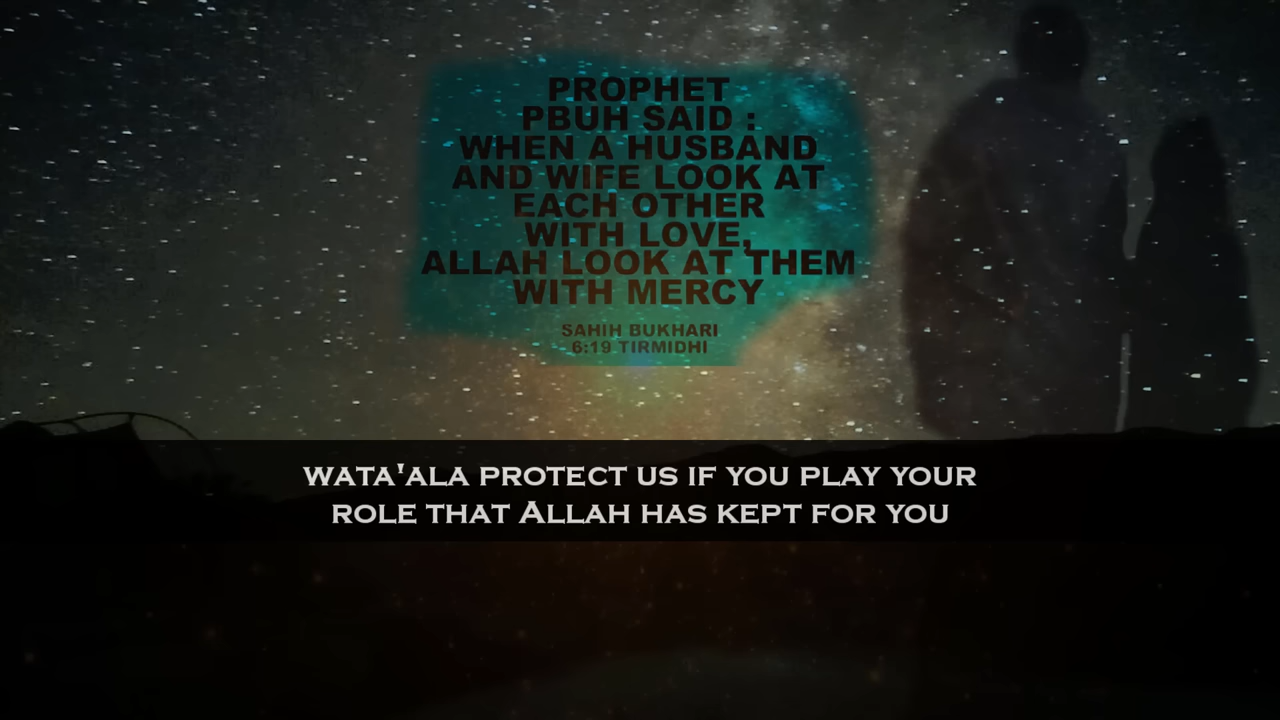 PROPHET
PBUH SAID :
WHEN A HUSBAND
AND WIFE LOOK AT
EACH OTHER
WITH LOVE,
ALLAH LOOK AT THEM
WITH MERCY
SAHIH BUKHARI
6:19 TIRMIDHI
WATA'ALA PROTECT US IF YOU PLAY YOUR
ROLE THAT ALLAH HAS KEPT FOR YOU